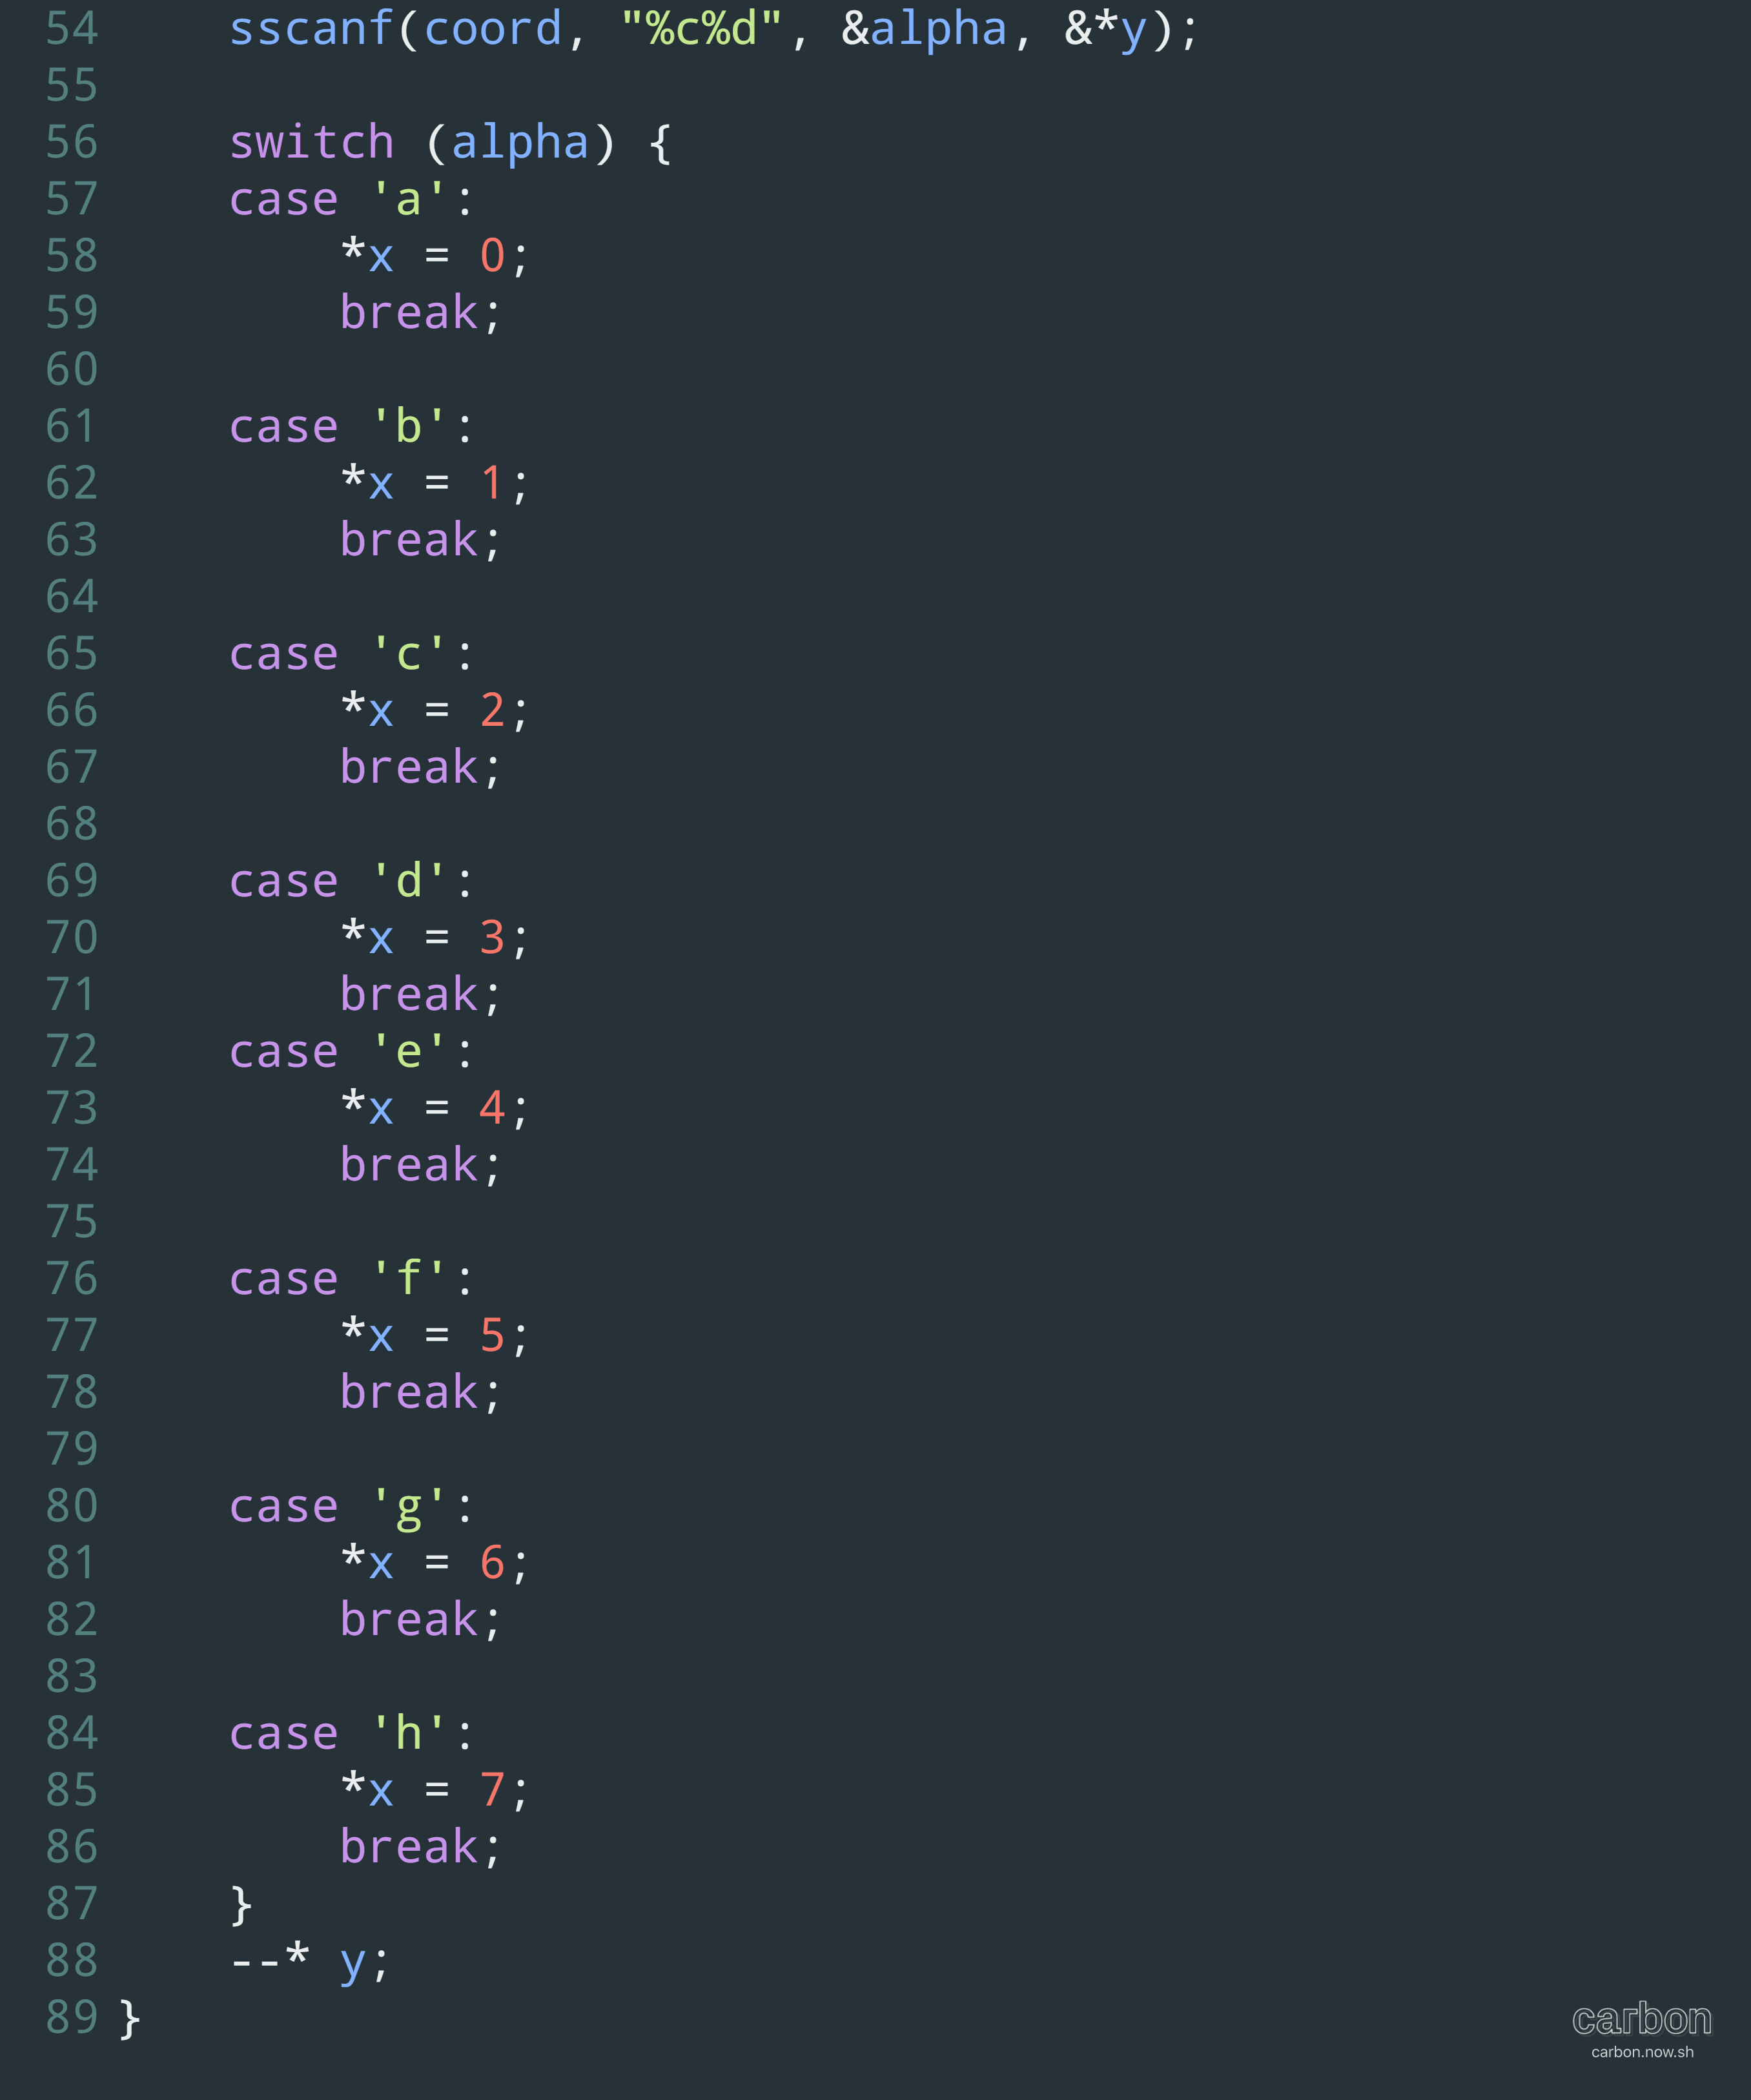 54     sscanf(coord, "%c%d", &alpha, &*y);
55
56     switch (alpha) {
57     case 'a':
58         *x = 0;
59         break;
60
61     case 'b':
62         *x = 1;
63         break;
64
65     case 'c':
66         *x = 2;
67         break;
68
69     case 'd':
70         *x = 3;
71         break;
72     case 'e':
73         *x = 4;
74         break;
75
76     case 'f':
77         *x = 5;
78         break;
79
80     case 'g':
81         *x = 6;
82         break;
83
84     case 'h':
85         *x = 7;
86         break;
87     }
88     --* y;
89 }
carbon
carbon.now.sh